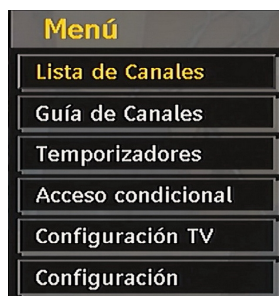 Menú
Lista de Canales
Guía de Canales
Temporizadores
Acceso condicional
Configuración TV
Configuración